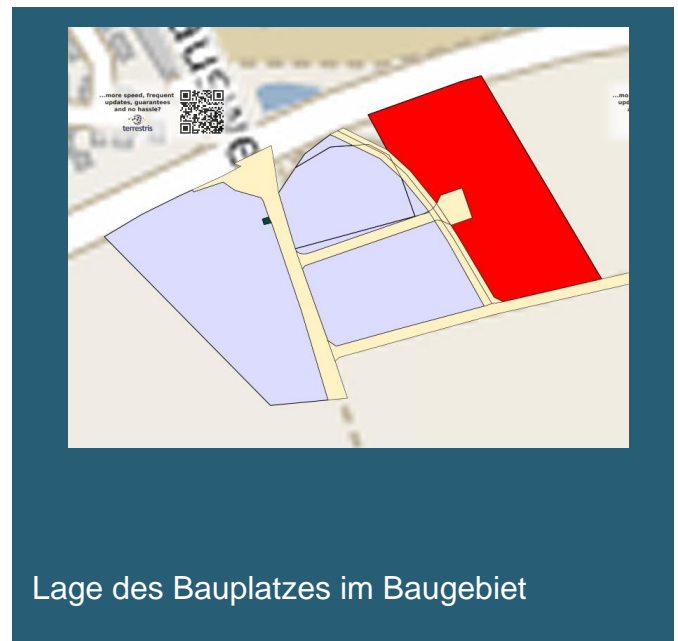 ...more speed, frequent
updates, guarantees
and no hassle?
terrestris
Lage des Bauplatzes im Baugebiet